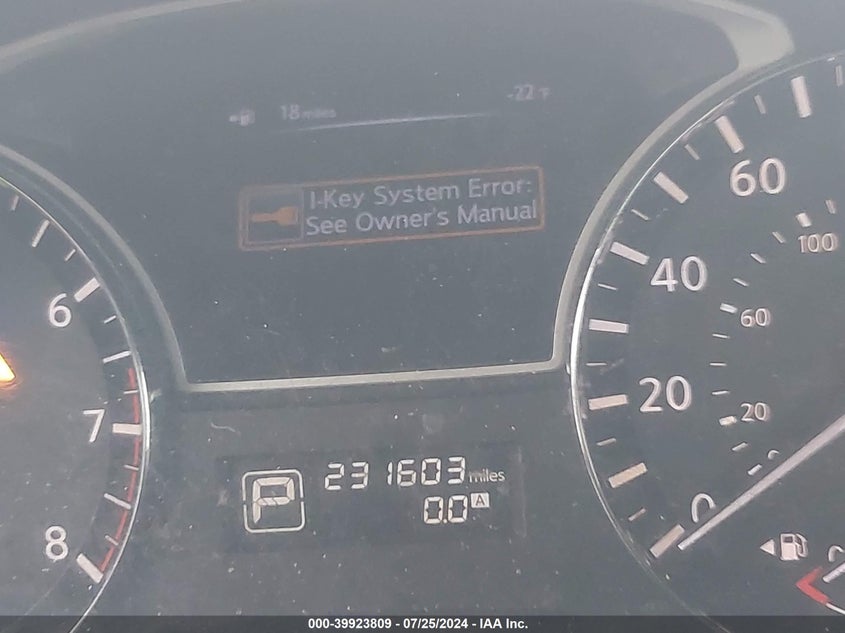 18 miles
-22 °F
I-Key System Error:
See Owner's Manual
6
7
8
60
40
20
0
100
60
20
P
231603 miles
0.0 A
000-39923809 / 07/25/2024 - IAA Inc.